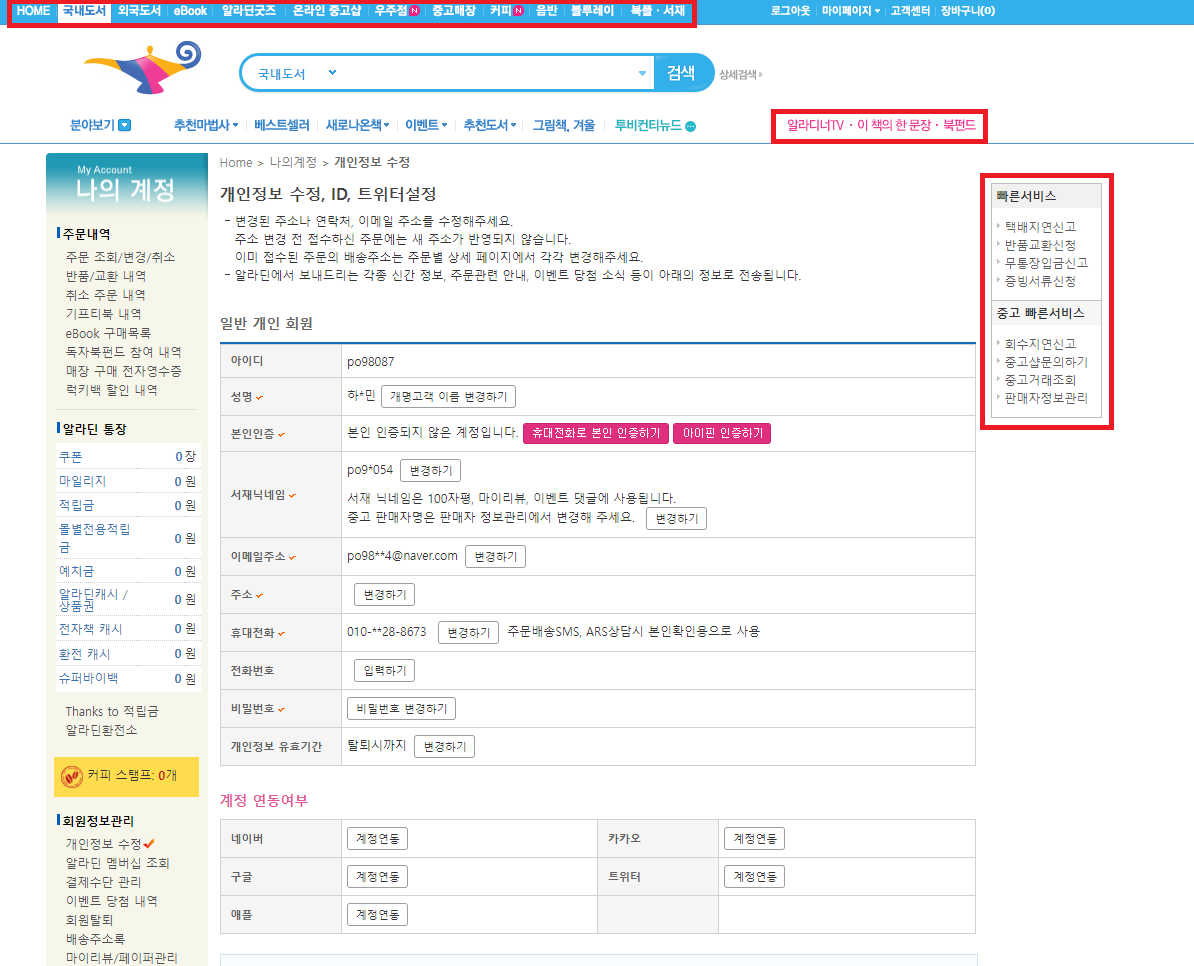 HOME 국내도서 외국도서 eBook 알라딘굿즈 온라인 중고샵 우주점 N 중고매장 커피 N 음반 블루레이 북플 · 서재 로그아웃 마이페이지 고객센터 장바구니(0)
국내도서 검색 상세검색
분야보기 추천마법사 베스트셀러 새로나온책 이벤트 추천도서 그림책, 겨울 투비컨티뉴드 알라디너TV · 이 책의 한 문장 · 북펀드
My Account
나의 계정
주문내역
주문 조회/변경/취소
반품/교환 내역
취소 주문 내역
기프티북 내역
eBook 구매목록
독자북펀드 참여 내역
매장 구매 전자영수증
럭키백 할인 내역
알라딘 통장
쿠폰 0 장
마일리지 0 원
적립금 0 원
몰별전용적립
금 0 원
예치금 0 원
알라딘캐시 /
상품권 0 원
전자책 캐시 0 원
환전 캐시 0 원
슈퍼바이백 0 원
Thanks to 적립금
알라딘환전소
커피 스탬프: 0개
회원정보관리
개인정보 수정
알라딘 멤버십 조회
결제수단 관리
이벤트 당첨 내역
회원탈퇴
배송주소록
마이리뷰/페이퍼관리
Home > 나의계정 > 개인정보 수정
개인정보 수정, ID, 트위터설정
- 변경된 주소나 연락처, 이메일 주소를 수정해주세요.
주소 변경 전 접수하신 주문에는 새 주소가 반영되지 않습니다.
이미 접수된 주문의 배송주소는 주문별 상세 페이지에서 각각 변경해주세요.
- 알라딘에서 보내드리는 각종 신간 정보, 주문관련 안내, 이벤트 당첨 소식 등이 아래의 정보로 전송됩니다.
일반 개인 회원
아이디 po98087
성명 하*민 개명고객 이름 변경하기
본인인증 본인 인증되지 않은 계정입니다. 휴대전화로 본인 인증하기 아이핀 인증하기
서재닉네임 po9*054 변경하기
서재 닉네임은 100자평, 마이리뷰, 이벤트 댓글에 사용됩니다.
중고 판매자명은 판매자 정보관리에서 변경해 주세요. 변경하기
이메일주소 po98**4@naver.com 변경하기
주소 변경하기
휴대전화 010-**28-8673 변경하기 주문배송SMS, ARS상담시 본인확인용으로 사용
전화번호 입력하기
비밀번호 비밀번호 변경하기
개인정보 유효기간 탈퇴시까지 변경하기
계정 연동여부
네이버 계정연동 카카오 계정연동
구글 계정연동 트위터 계정연동
애플 계정연동
빠른서비스
택배지연신고
반품교환신청
무통장입금신고
증빙서류신청
중고 빠른서비스
회수지연신고
중고샵문의하기
중고거래조회
판매자정보관리